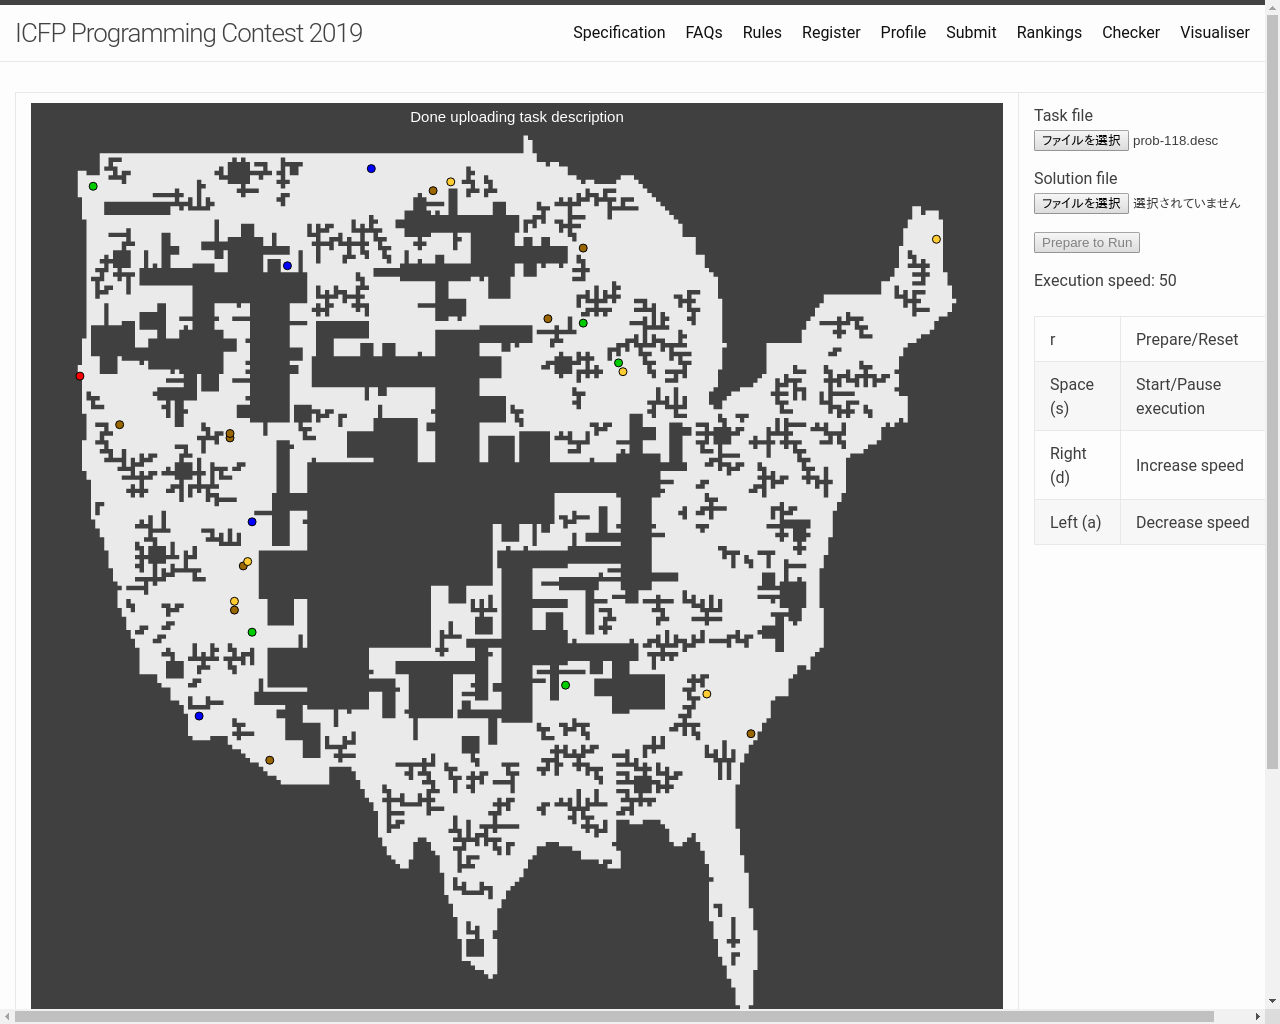 ICFP Programming Contest 2019
Specification FAQs Rules Register Profile Submit Rankings Checker Visualiser
Done uploading task description
Task file
ファイルを選択 prob-118.desc
Solution file
ファイルを選択 選択されていません
Prepare to Run
Execution speed: 50
r Prepare/Reset
Space (s) Start/Pause execution
Right (d) Increase speed
Left (a) Decrease speed